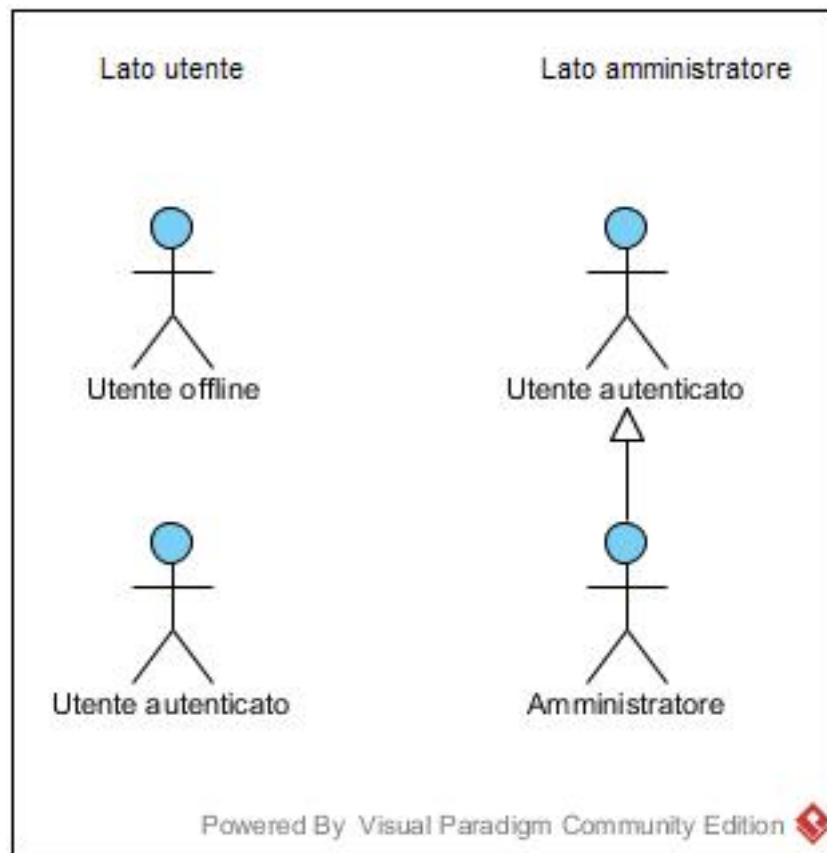 Lato utente
Lato amministratore
Utente offline
Utente autenticato
Utente autenticato
Amministratore
Powered By Visual Paradigm Community Edition